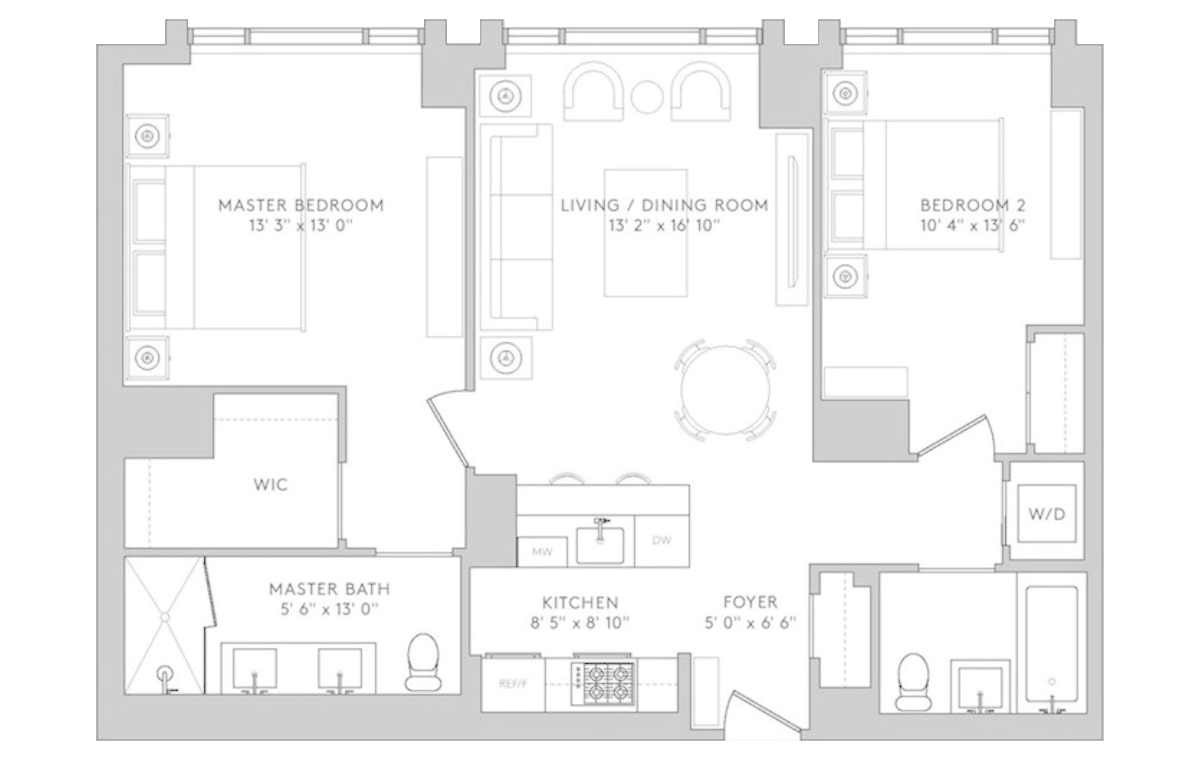 MASTER BEDROOM
13' 3" x 13' 0"
LIVING / DINING ROOM
13' 2" x 16' 10"
BEDROOM 2
10' 4" x 13' 6"
WIC
W/D
MW
DW
MASTER BATH
5' 6" x 13' 0"
KITCHEN
8' 5" x 8' 10"
FOYER
5' 0" x 6' 6"
REF/F